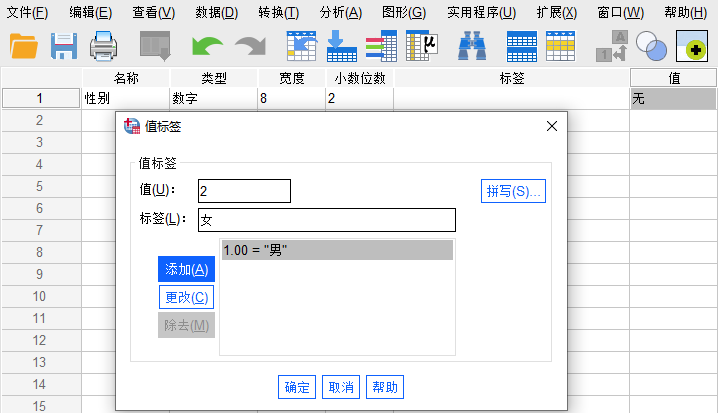 文件(F) 编辑(E) 查看(V) 数据(D) 转换(T) 分析(A) 图形(G) 实用程序(U) 扩展(X) 窗口(W) 帮助(H)
名称 类型 宽度 小数位数 标签 值
1 性别 数字 8 2 无
2
3
4
5
6
7
8
9
10
11
12
13
14
15
值标签
值标签
值(U)： 2 拼写(S)...
标签(L)： 女
1.00 = "男"
添加(A)
更改(C)
除去(M)
确定 取消 帮助